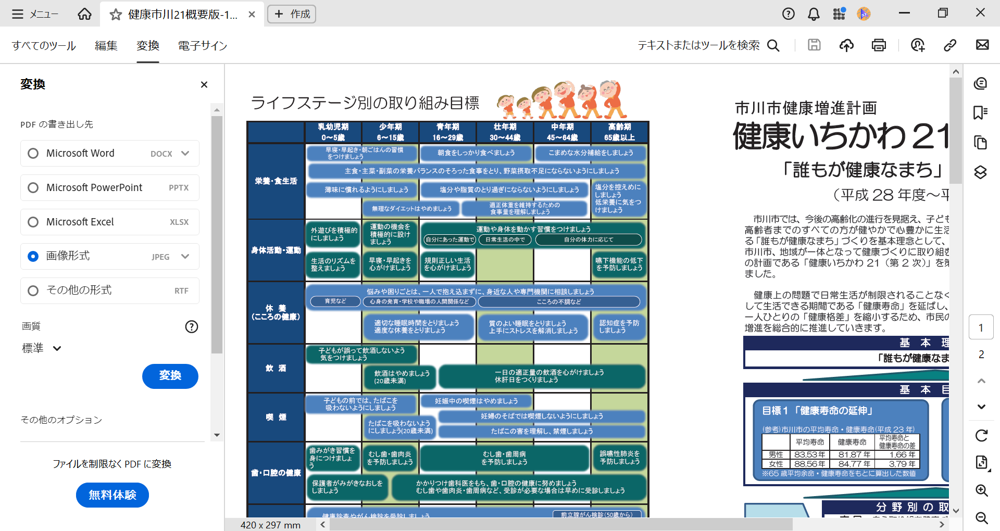 メニュー
健康市川21概要版-1...
作成
すべてのツール
編集
変換
電子サイン
テキストまたはツールを検索
変換
PDF の書き出し先
Microsoft Word DOCX
Microsoft PowerPoint PPTX
Microsoft Excel XLSX
画像形式 JPEG
その他の形式 RTF
画質
標準
変換
その他のオプション
ファイルを制限なく PDF に変換
無料体験
ライフステージ別の取り組み目標
乳幼児期 少年期 青年期 壮年期 中年期 高齢期
0～5歳 6～15歳 16～29歳 30～44歳 45～64歳 65歳以上
栄養・食生活
早寝・早起き・朝ごはんの習慣
をつけましょう
朝食をしっかり食べましょう
こまめな水分補給をしましょう
主食・主菜・副菜の栄養バランスのそろった食事をとり、野菜摂取不足にならないようにしましょう
薄味に慣れるようにしましょう
塩分や脂質のとり過ぎにならないようにしましょう
塩分を控えめに
しましょう
低栄養に気をつ
けましょう
無理なダイエットはやめましょう
適正体重を維持するための
食事量を理解しましょう
身体活動・運動
外遊びを積極的
にしましょう
運動の機会を
積極的に設け
ましょう
運動や身体を動かす習慣をつけましょう
自分にあった運動で
日常生活の中で
自分の体力に応じて
生活のリズムを
整えましょう
早寝・早起きを
心がけましょう
規則正しい生活
を心がけましょう
嚥下機能の低下
を予防しましょう
休 養
（こころの健康）
悩みや困りごとは、一人で抱え込まずに、身近な人や専門機関に相談しましょう
育児など
心身の発育・学校や職場の人間関係など
こころの不調など
適切な睡眠時間をとりましょう
適度な休養をとりましょう
質のよい睡眠をとりましょう
上手にストレスを解消しましょう
認知症を予防
しましょう
飲 酒
子どもが誤って飲酒しないよう
気をつけましょう
飲酒はやめましょう
(20歳未満)
一日の適正量の飲酒を心がけましょう
休肝日をつくりましょう
喫 煙
子どもの前では、たばこを
吸わないようにしましょう
妊娠中の喫煙はやめましょう
たばこを吸わないよう
にしましょう(20歳未満)
妊婦のそばでは喫煙しないようにしましょう
たばこの害を理解し、禁煙しましょう
歯・口腔の健康
歯みがき習慣を
身につけましょ
う
むし歯・歯肉炎
を予防しましょう
むし歯・歯周病
を予防しましょう
誤嚥性肺炎を
予防しましょう
保護者がみがきなおしを
しましょう
かかりつけ歯科医をもち、歯・口腔の健康に努めましょう
むし歯や歯肉炎・歯周病など、受診が必要な場合は早めに受診しましょう
健康診査やがん検診を受診しましょう
前立腺がん検診(50歳から)
市川市健康増進計画
健康いちかわ 21
「誰もが健康なまち」
（平成 28 年度～平
市川市では、今後の高齢化の進行を見据え、子ども
高齢者までのすべての方が健やかで心豊かに生活
る「誰もが健康なまち」づくりを基本理念として、
市川市、地域が一体となって健康づくりに取り組む
の計画である「健康いちかわ 21（第 2 次）」を策
ました。
健康上の問題で日常生活が制限されることなく
して生活できる期間である「健康寿命」を延ばし、
一人ひとりの「健康格差」を縮小するため、市民の
増進を総合的に推進していきます。
基 本 理
「誰もが健康なま
基 本 目
目標１「健康寿命の延伸」
(参考)市川市の平均寿命・健康寿命(平成 23 年)
平均寿命 健康寿命 平均寿命と
健康寿命の差
男性 83.53 年 81.87 年 1.66 年
女性 88.56 年 84.77 年 3.79 年
※65 歳平均余命・健康寿命をもとに算出した数値
分 野 別 の 取
1
2
420 x 297 mm